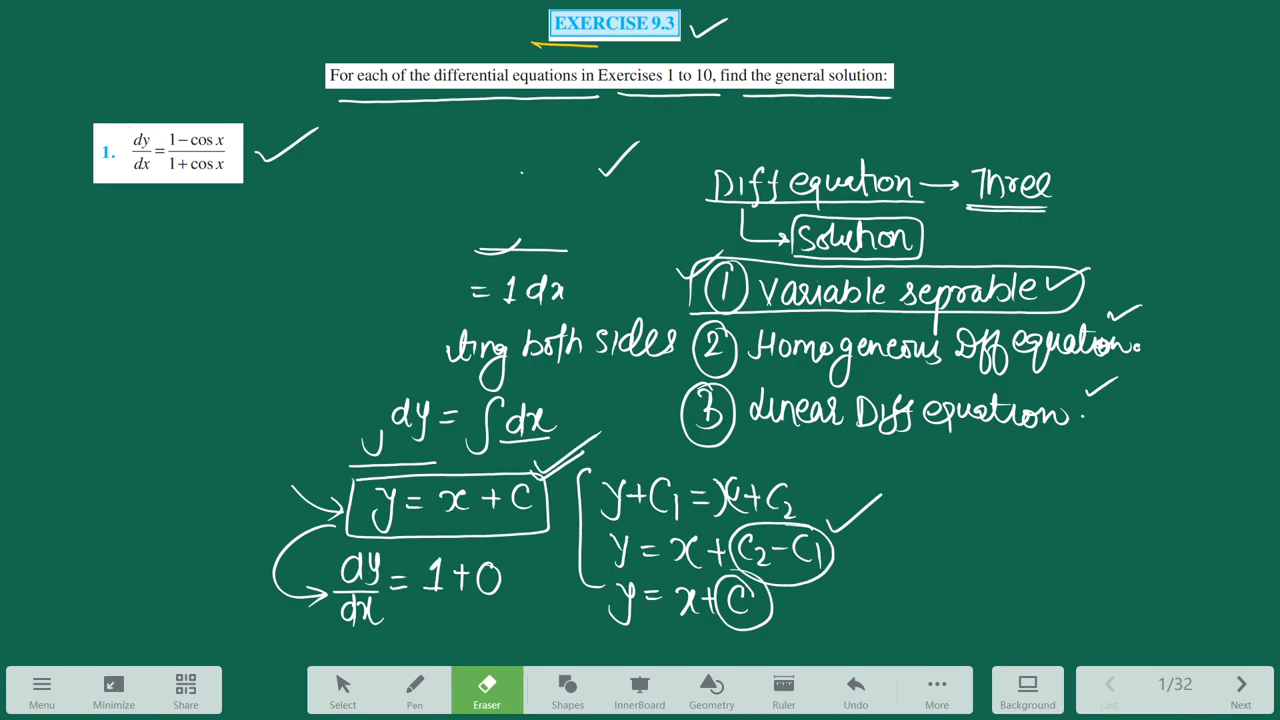 EXERCISE 9.3
For each of the differential equations in Exercises 1 to 10, find the general solution:
1. dy/dx = 1 − cos x / 1 + cos x
Diff equation → Three
Solution
= 1 dx
① Variable seprable
ting both sides
② Homogeneous Diff equation.
dy = ∫ dx
③ Linear Diff equation.
y = x + C
y + C₁ = x + C₂
y = x + C₂ − C₁
dy/dx = 1 + 0
y = x + C
Menu
Minimize
Share
Select
Pen
Eraser
Shapes
InnerBoard
Geometry
Ruler
Undo
More
Background
Last
1/32
Next